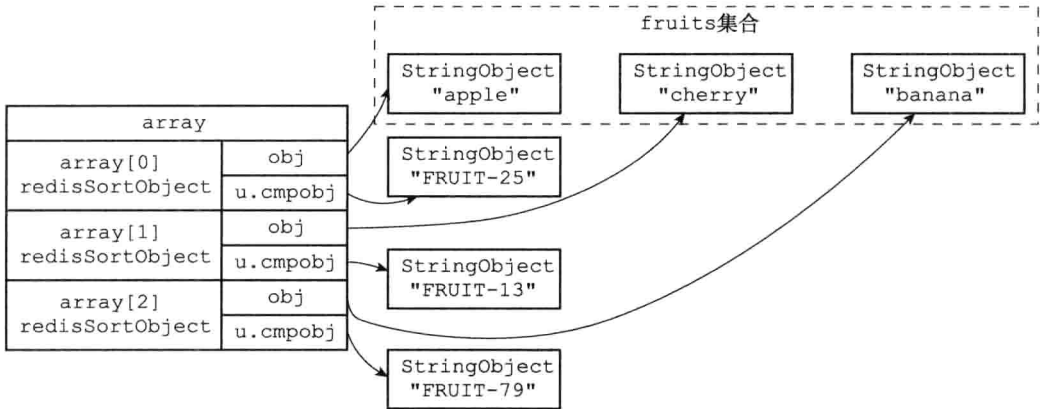 fruits集合
StringObject
"apple"
StringObject
"cherry"
StringObject
"banana"
array
array[0]
redisSortObject
obj
u.cmpobj
StringObject
"FRUIT-25"
array[1]
redisSortObject
obj
u.cmpobj
StringObject
"FRUIT-13"
array[2]
redisSortObject
obj
u.cmpobj
StringObject
"FRUIT-79"